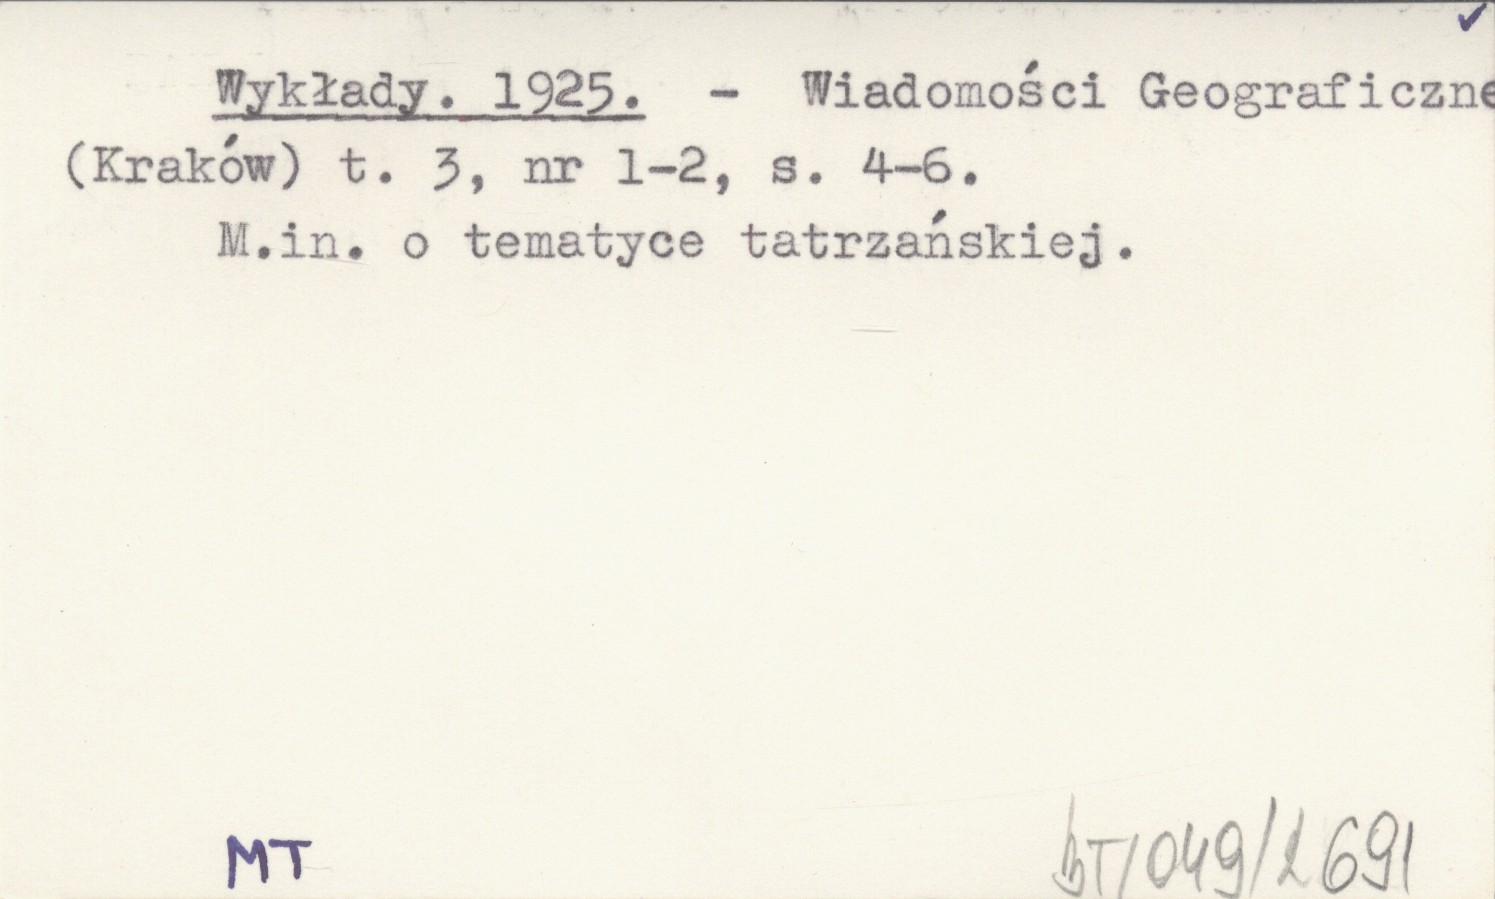 Wykłady. 1925. - Wiadomości Geograficzne
(Kraków) t. 3, nr 1-2, s. 4-6.
M.in. o tematyce tatrzańskiej.
MT
BT/049/2691